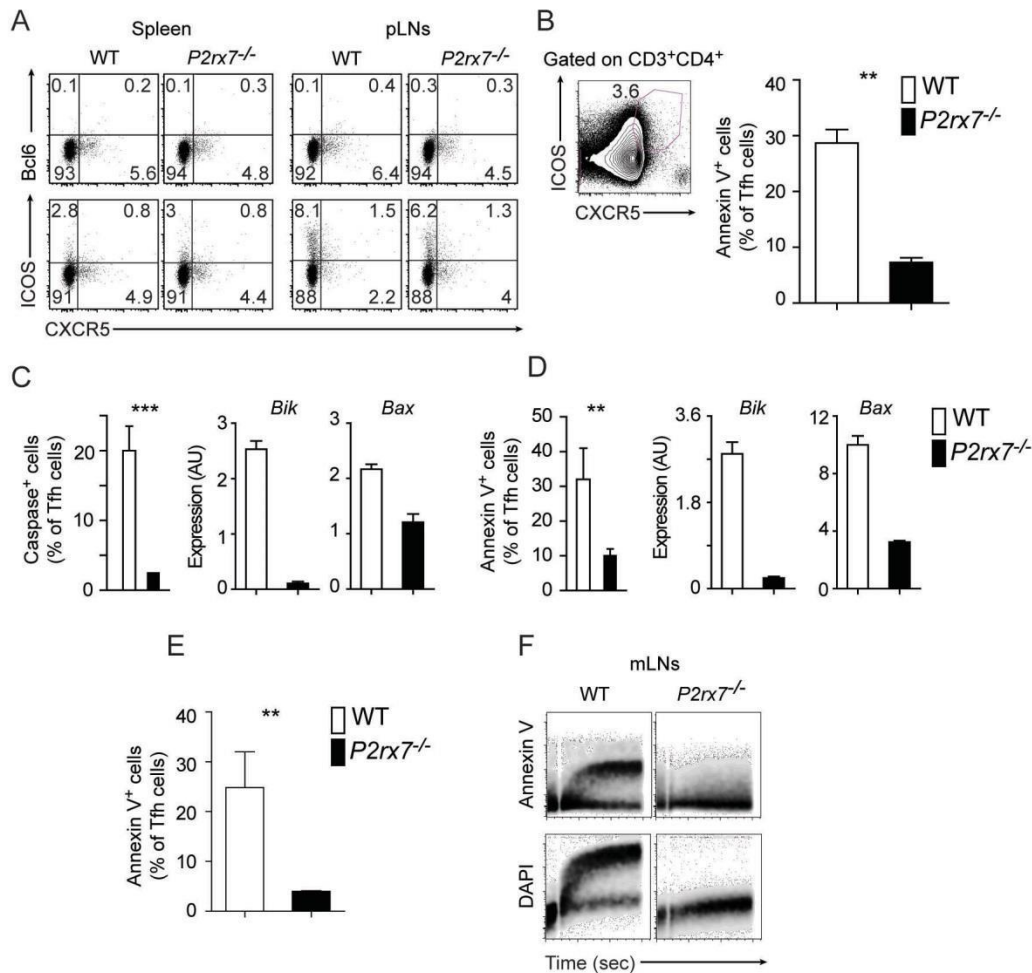 A
Spleen
pLNs
WT
P2rx7-/-
WT
P2rx7-/-
Bcl6
0.1 0.2
93 5.6
0.1 0.3
94 4.8
0.1 0.4
92 6.4
0.3 0.3
94 4.5
ICOS
2.8 0.8
91 4.9
3 0.8
91 4.4
8.1 1.5
88 2.2
6.2 1.3
88 4
CXCR5
B
Gated on CD3+CD4+
3.6
ICOS
CXCR5
Annexin V+ cells
(% of Tfh cells)
40
30
20
10
0
**
WT
P2rx7-/-
C
Caspase+ cells
(% of Tfh cells)
20
10
0
***
Expression (AU)
Bik
3
2
1
0
Bax
3
2
1
0
D
Annexin V+ cells
(% of Tfh cells)
50
40
30
20
10
0
**
Expression (AU)
Bik
3.6
1.8
0
Bax
12
8
4
0
WT
P2rx7-/-
E
Annexin V+ cells
(% of Tfh cells)
40
30
20
10
0
**
WT
P2rx7-/-
F
mLNs
WT
P2rx7-/-
Annexin V
DAPI
Time (sec)